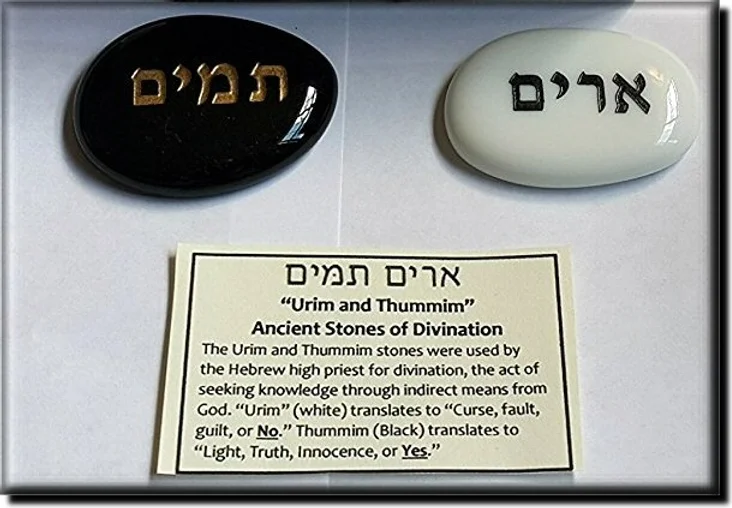 תמים
ארים
ארים תמים
“Urim and Thummim”
Ancient Stones of Divination
The Urim and Thummim stones were used by
the Hebrew high priest for divination, the act of
seeking knowledge through indirect means from
God. “Urim” (white) translates to “Curse, fault,
guilt, or No.” Thummim (Black) translates to
“Light, Truth, Innocence, or Yes.”